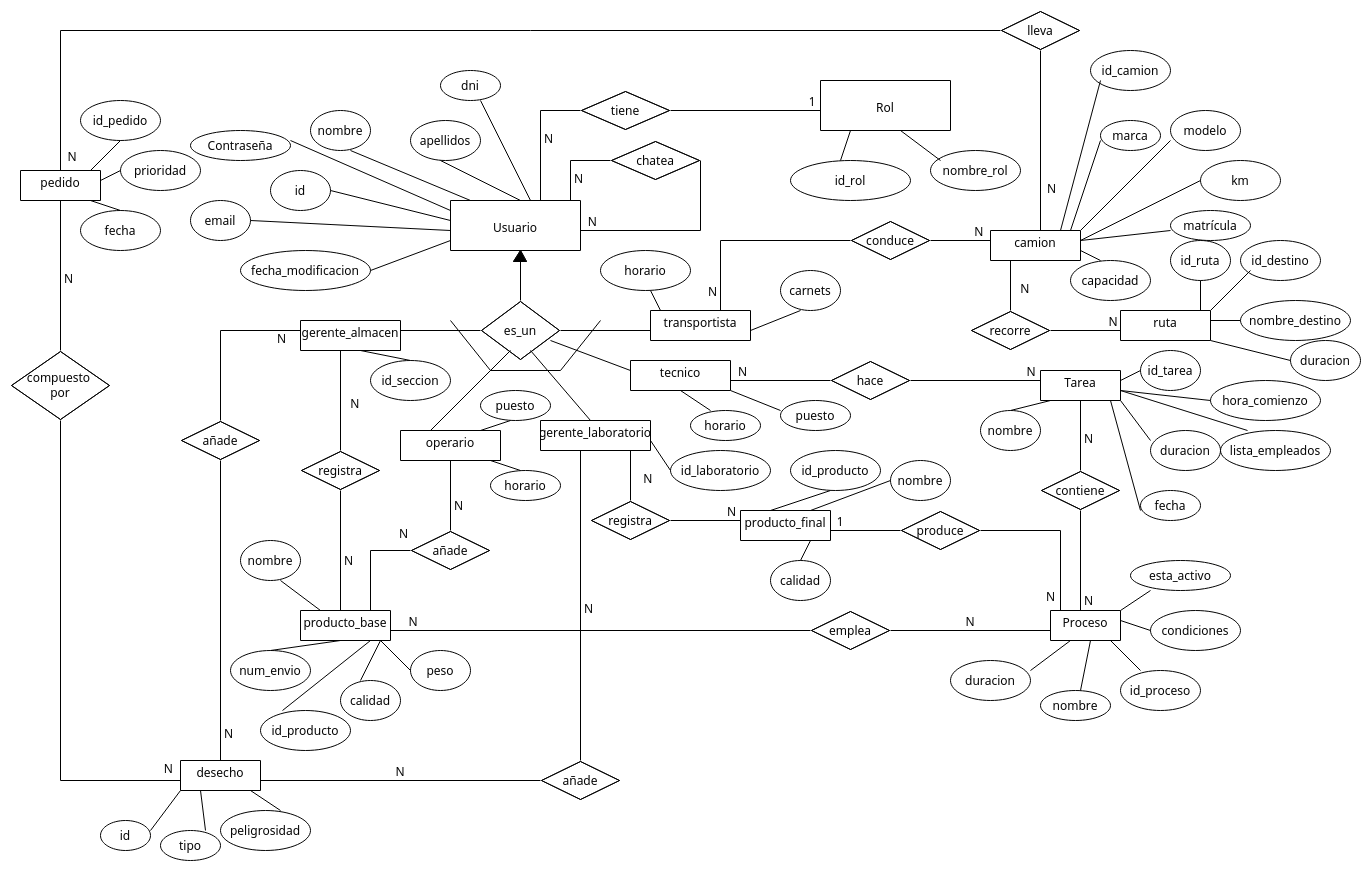 lleva
id_camion
dni
1
Rol
tiene
id_pedido
nombre
marca
modelo
apellidos
N
Contraseña
N
chatea
prioridad
nombre_rol
N
id
id_rol
km
N
pedido
email
N
matrícula
fecha
Usuario
N
conduce
camion
id_ruta
id_destino
fecha_modificacion
horario
N
carnets
N
capacidad
N
gerente_almacen
es_un
transportista
recorre
N
ruta
nombre_destino
N
duracion
compuesto
por
id_seccion
tecnico
N
hace
N
Tarea
id_tarea
N
puesto
horario
puesto
nombre
hora_comienzo
añade
operario
gerente_laboratorio
N
duracion
lista_empleados
registra
horario
N
id_laboratorio
id_producto
nombre
contiene
N
fecha
N
añade
registra
N
producto_final
1
produce
nombre
N
calidad
esta_activo
N
N
N
producto_base
N
emplea
N
Proceso
condiciones
num_envio
peso
calidad
duracion
nombre
id_proceso
id_producto
N
N
desecho
N
añade
id
tipo
peligrosidad